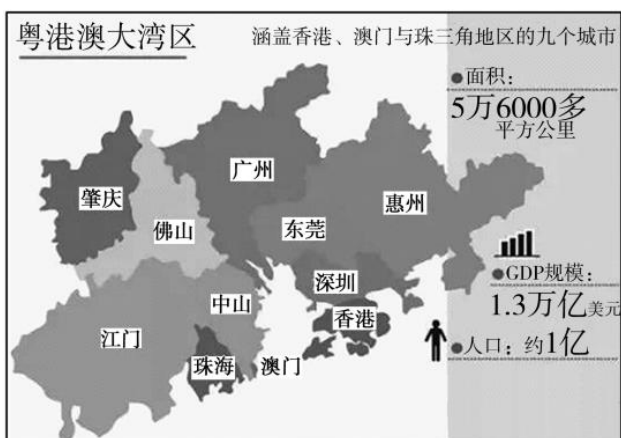 粤港澳大湾区
涵盖香港、澳门与珠三角地区的九个城市
●面积：
5万6000多
平方公里
广州
肇庆
惠州
佛山
东莞
●GDP规模：
深圳
1.3万亿美元
中山
香港
江门
●人口：约1亿
珠海
澳门